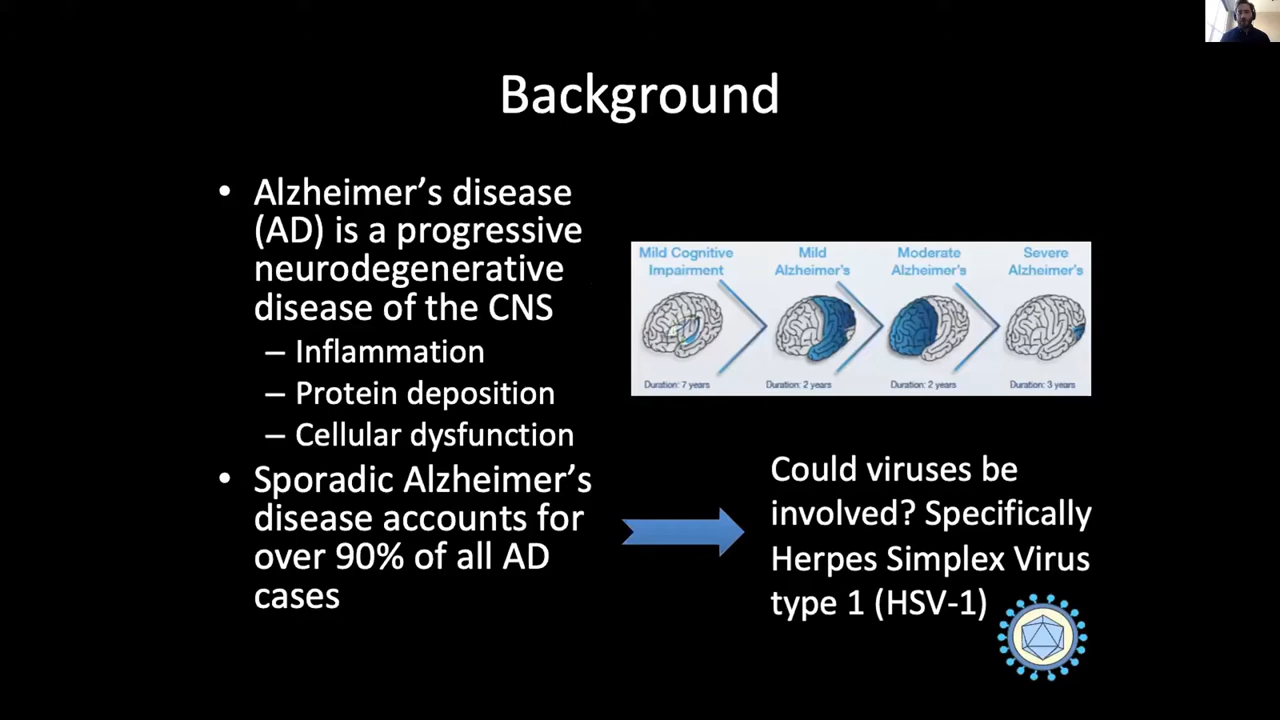 Background
• Alzheimer’s disease
(AD) is a progressive
neurodegenerative
disease of the CNS
– Inflammation
– Protein deposition
– Cellular dysfunction
• Sporadic Alzheimer’s
disease accounts for
over 90% of all AD
cases
Mild Cognitive
Impairment
Duration: 7 years
Mild
Alzheimer's
Duration: 2 years
Moderate
Alzheimer's
Duration: 2 years
Severe
Alzheimer's
Duration: 3 years
Could viruses be
involved? Specifically
Herpes Simplex Virus
type 1 (HSV-1)